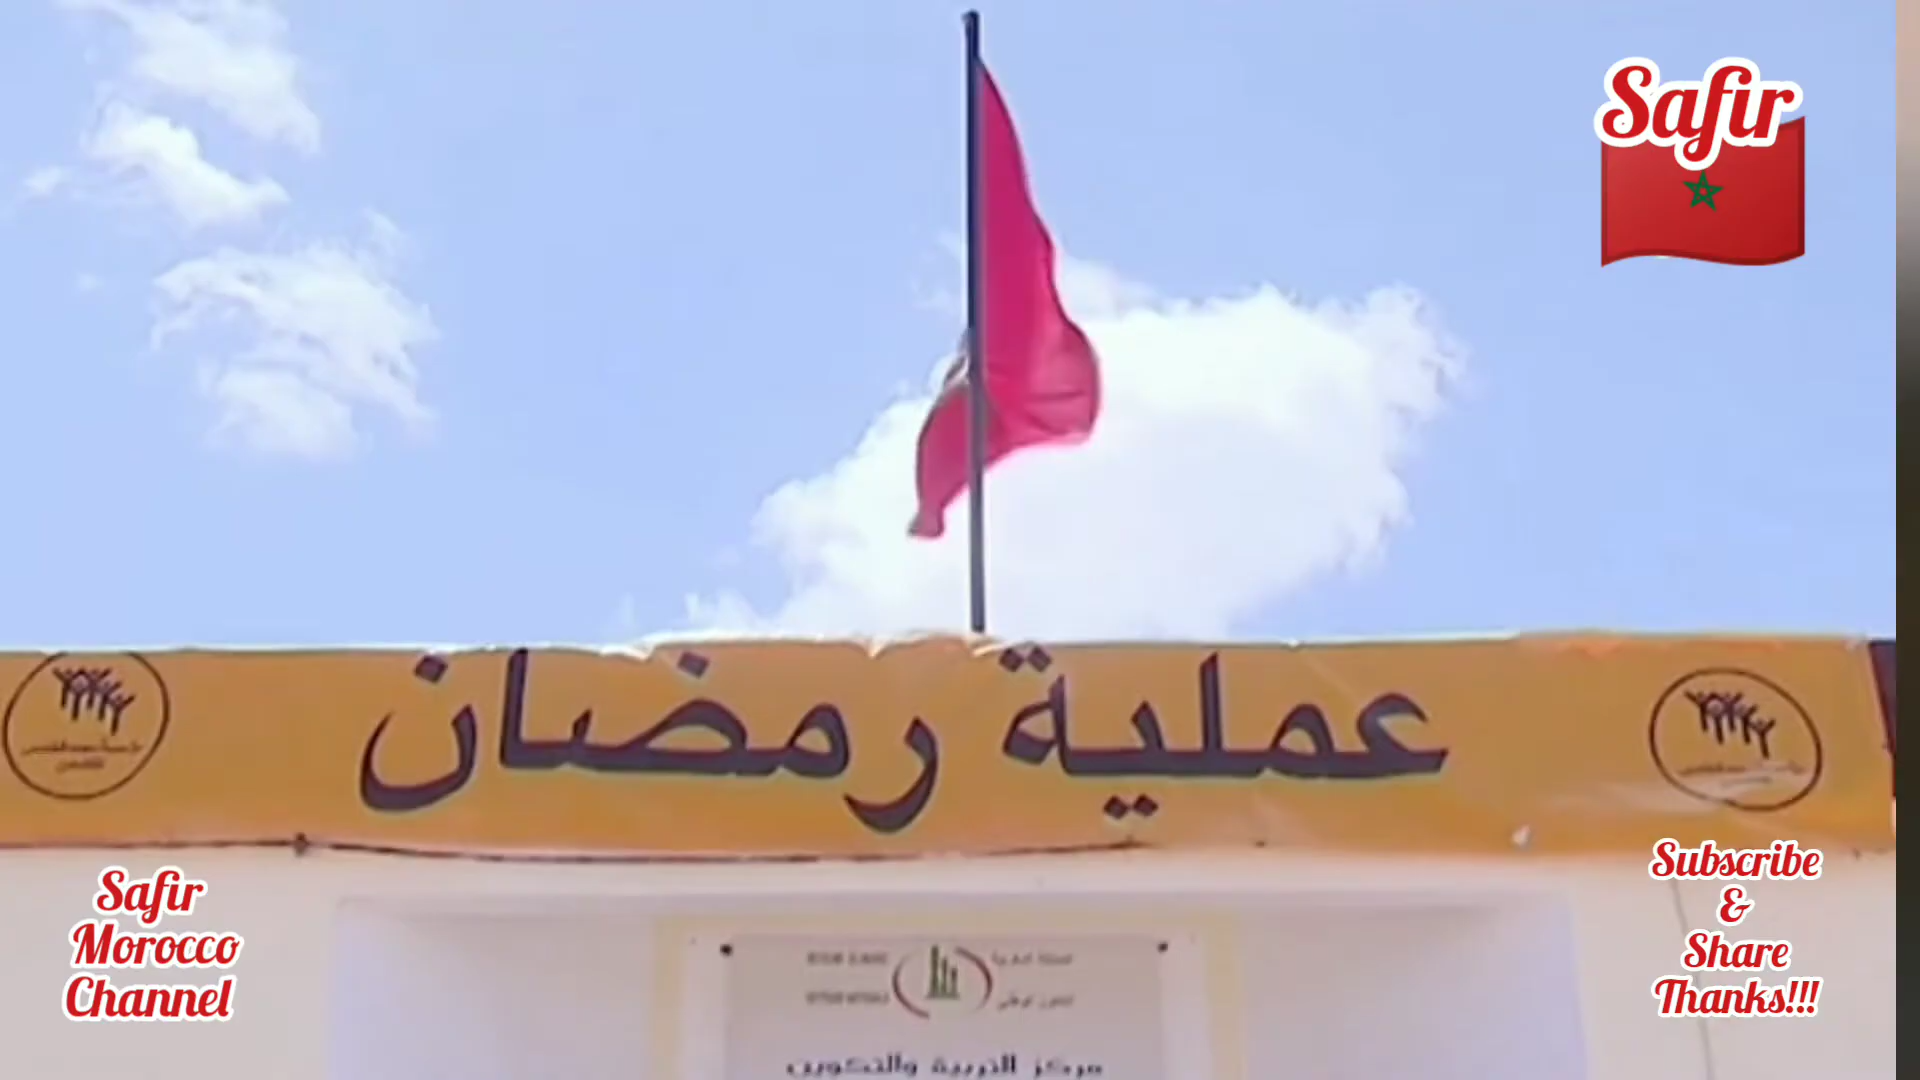 Safir
عملية رمضان
Safir
Morocco
Channel
Subscribe
&
Share
Thanks!!!
مركز التربية والتكوين